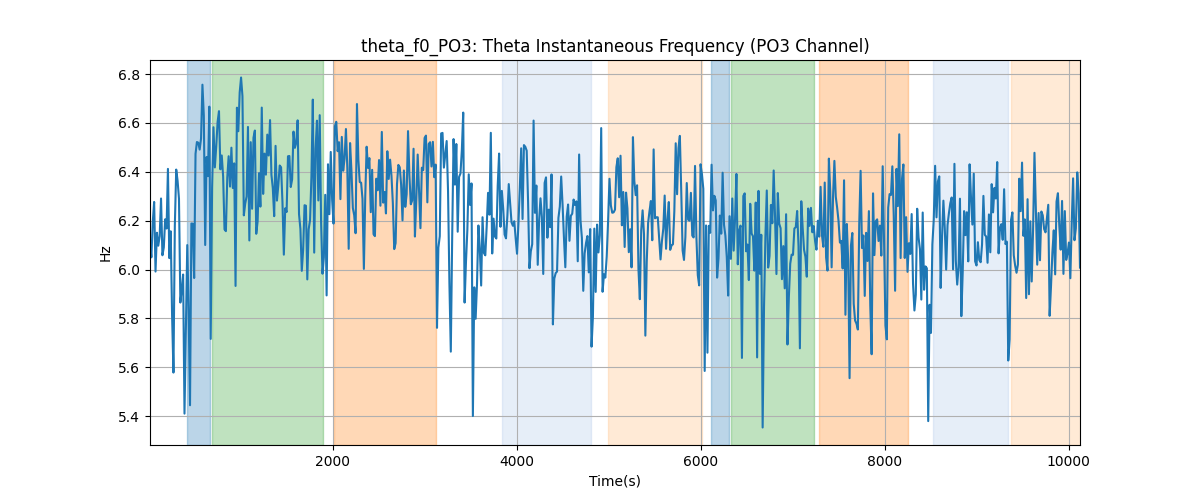 theta_f0_PO3: Theta Instantaneous Frequency (PO3 Channel)
Hz
6.8
6.6
6.4
6.2
6.0
5.8
5.6
5.4
2000 4000 6000 8000 10000
Time(s)